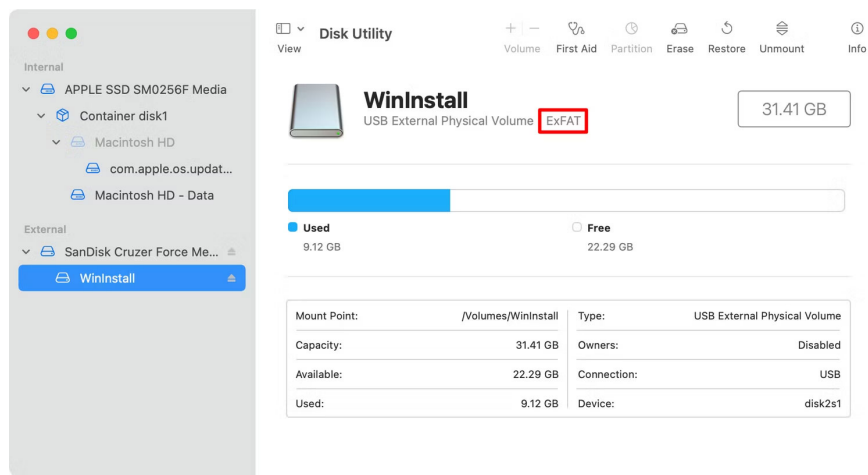 Disk Utility
View
Volume
First Aid
Partition
Erase
Restore
Unmount
Info
Internal
APPLE SSD SM0256F Media
Container disk1
Macintosh HD
com.apple.os.updat...
Macintosh HD - Data
External
SanDisk Cruzer Force Me...
WinInstall
WinInstall
USB External Physical Volume ExFAT
31.41 GB
Used
9.12 GB
Free
22.29 GB
Mount Point: /Volumes/WinInstall
Capacity: 31.41 GB
Available: 22.29 GB
Used: 9.12 GB
Type: USB External Physical Volume
Owners: Disabled
Connection: USB
Device: disk2s1